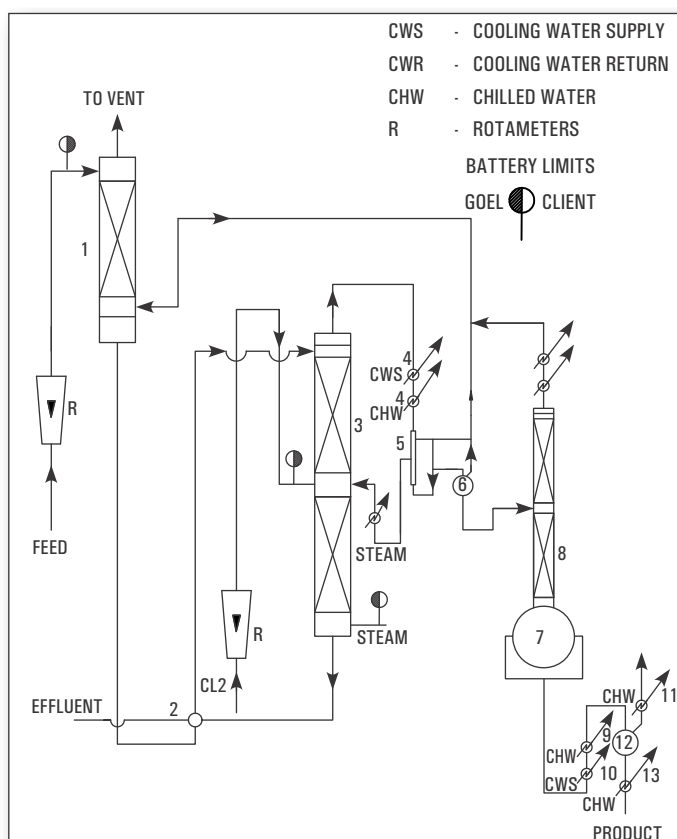 CWS - COOLING WATER SUPPLY
CWR - COOLING WATER RETURN
CHW - CHILLED WATER
R - ROTAMETERS
BATTERY LIMITS
GOEL CLIENT
TO VENT
1
R
FEED
3
4
CWS
4
CHW
5
6
STEAM
8
STEAM
R
CL2
7
EFFLUENT
2
CHW
11
9
12
CHW
10
CWS
13
CHW
PRODUCT